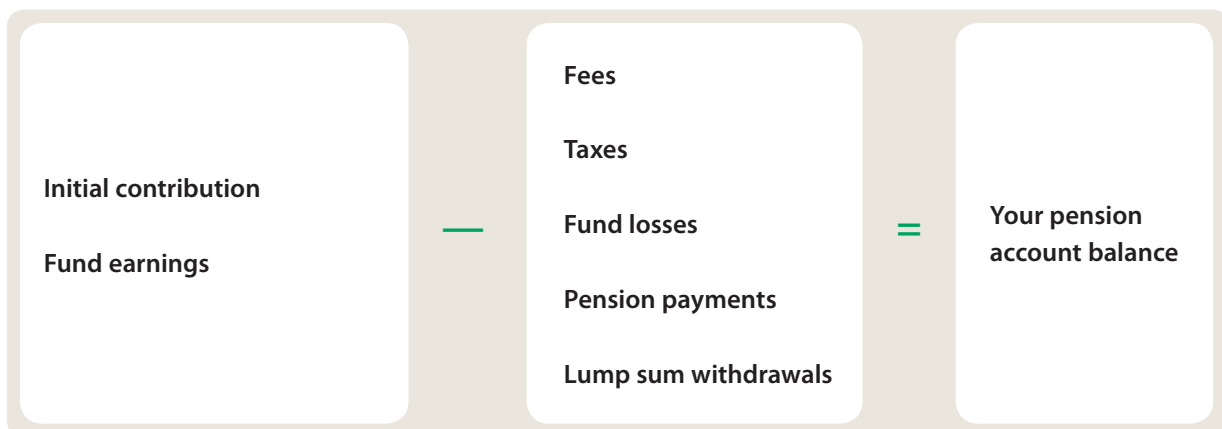 Initial contribution
Fund earnings
—
Fees
Taxes
Fund losses
Pension payments
Lump sum withdrawals
=
Your pension
account balance